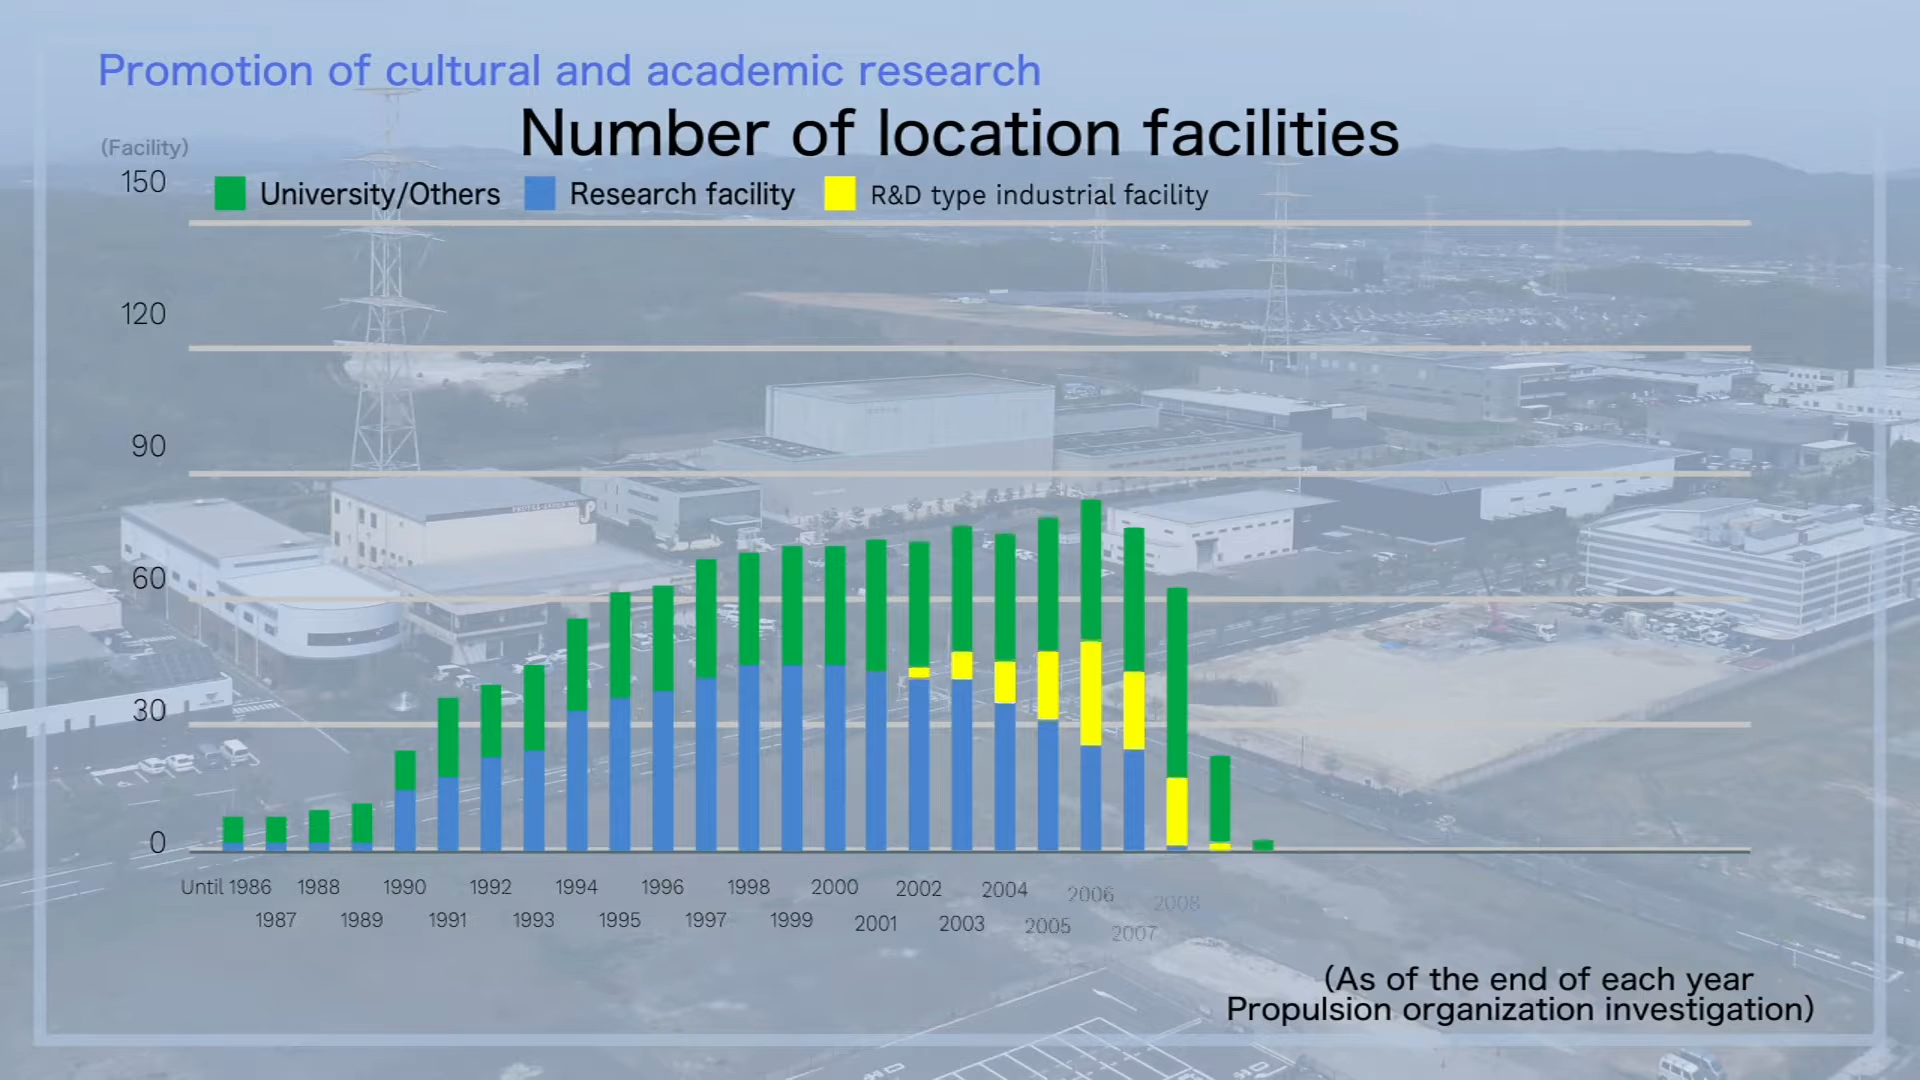 Promotion of cultural and academic research
Number of location facilities
(Facility)
University/Others Research facility R&D type industrial facility
150
120
90
60
30
0
Until 1986 1988 1990 1992 1994 1996 1998 2000 2002 2004 2006 2008
1987 1989 1991 1993 1995 1997 1999 2001 2003 2005 2007
(As of the end of each year
Propulsion organization investigation)